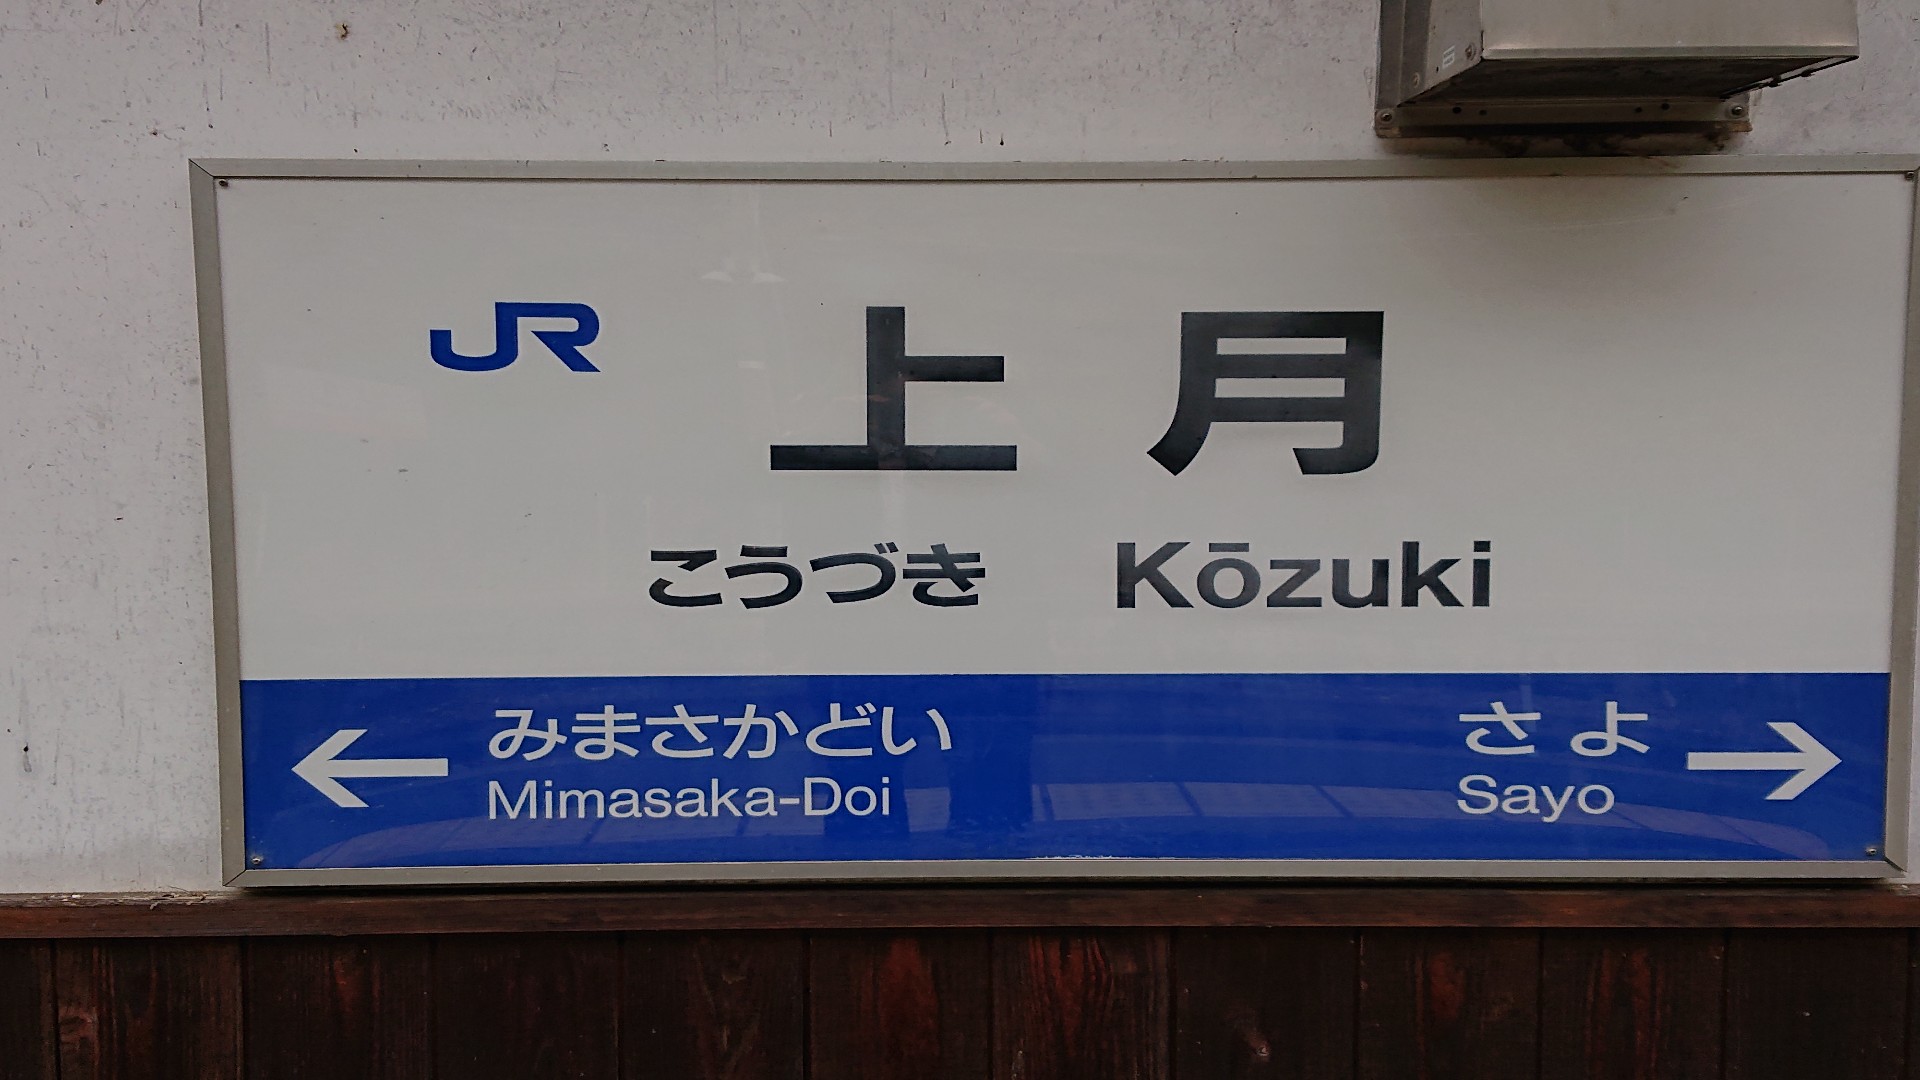 JR
上月
こうづき Kōzuki
← みまさかどい
Mimasaka-Doi
さよ →
Sayo